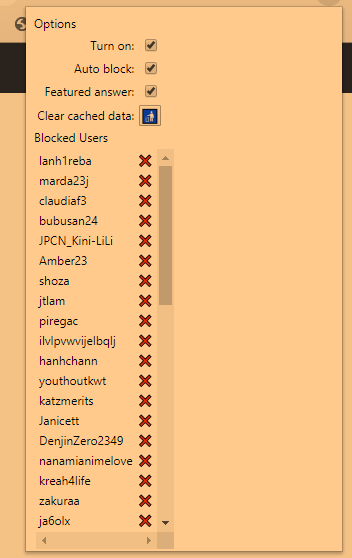 Options
Turn on:
Auto block:
Featured answer:
Clear cached data:
Blocked Users
lanh1reba
marda23j
claudiaf3
bubusan24
JPCN_Kini-LiLi
Amber23
shoza
jtlam
piregac
ilvlpvwvijelbqlj
hanhchann
youthoutkwt
katzmerits
Janicett
DenjinZero2349
nanamianimelove
kreah4life
zakuraa
ja6olx